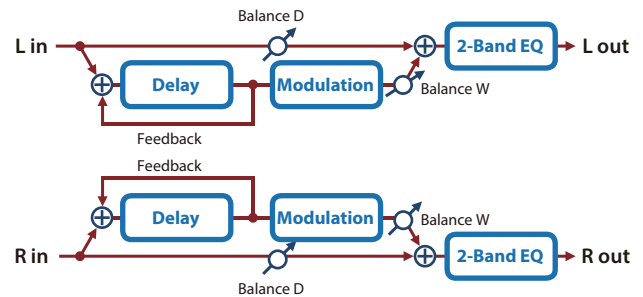 Balance D
L in
2-Band EQ
L out
Delay
Modulation
Balance W
Feedback
Feedback
Delay
Modulation
Balance W
R in
2-Band EQ
R out
Balance D